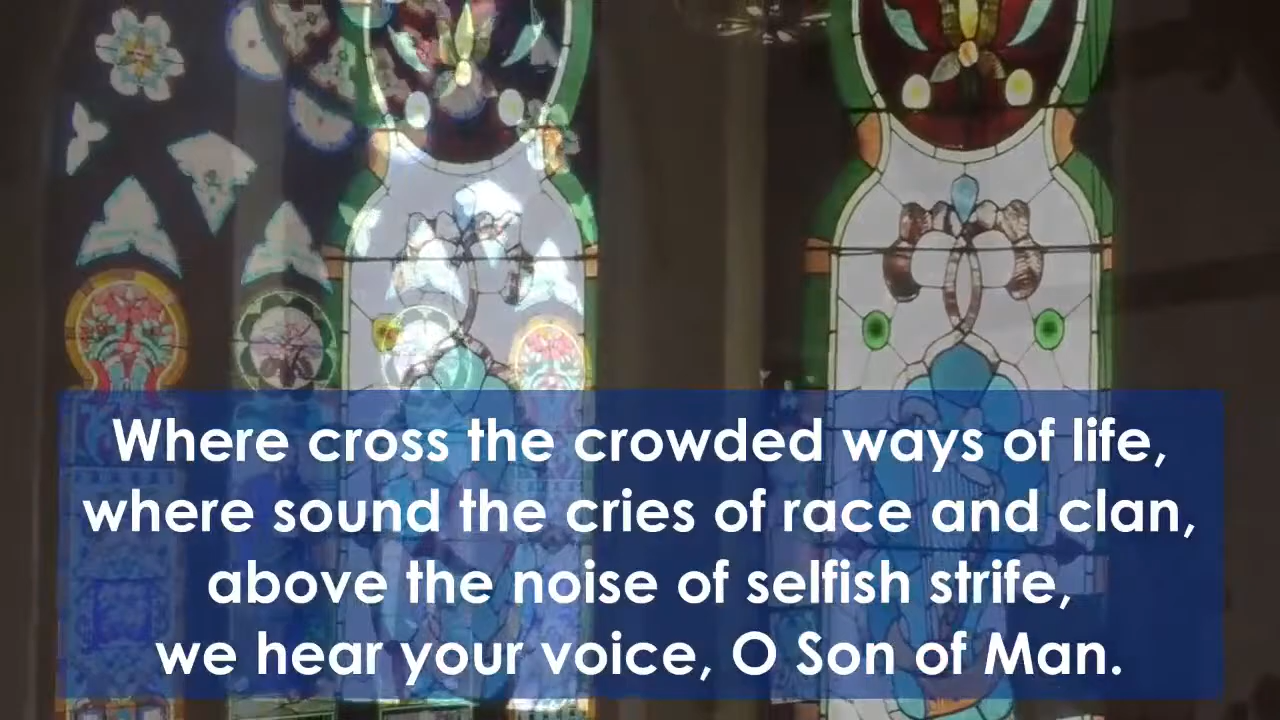 Where cross the crowded ways of life,
where sound the cries of race and clan,
above the noise of selfish strife,
we hear your voice, O Son of Man.